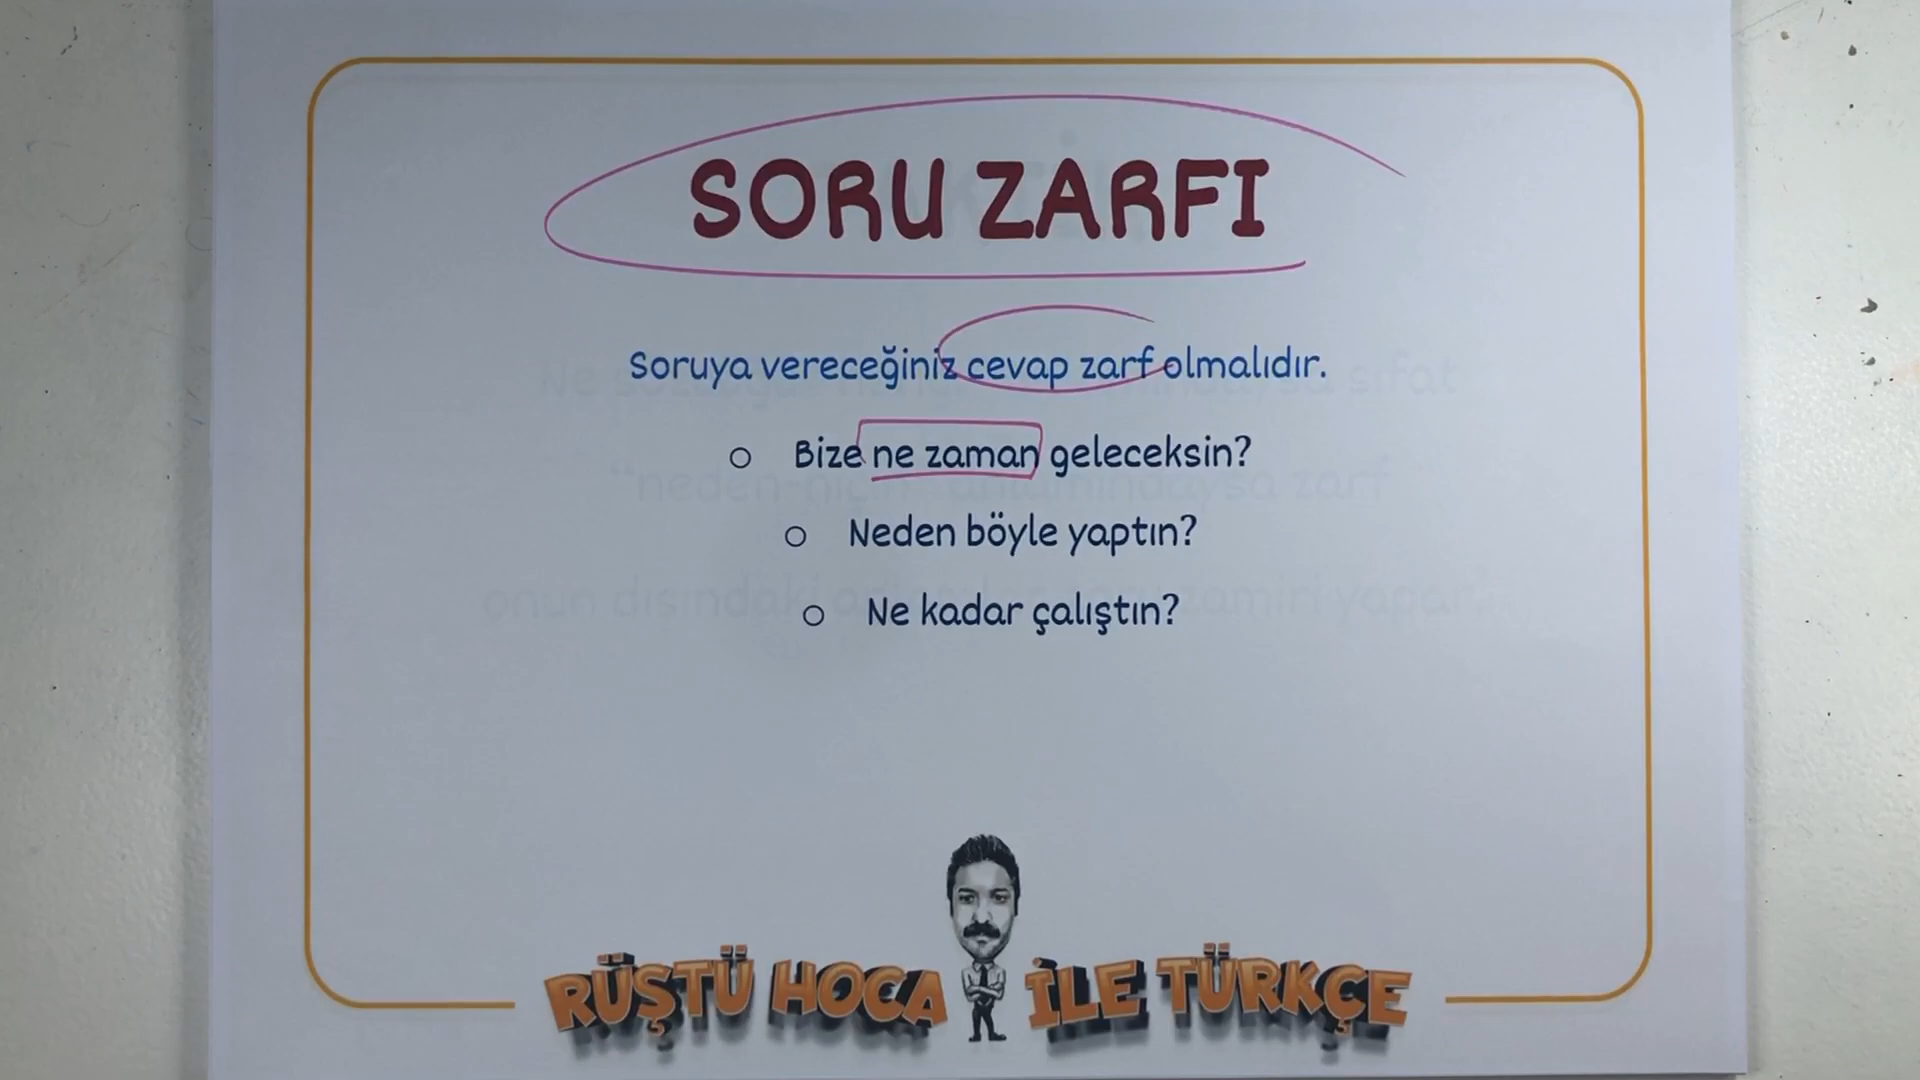 SORU ZARFI
Soruya vereceğiniz cevap zarf olmalıdır.
Bize ne zaman geleceksin?
Neden böyle yaptın?
Ne kadar çalıştın?
RÜŞTÜ HOCA İLE TÜRKÇE